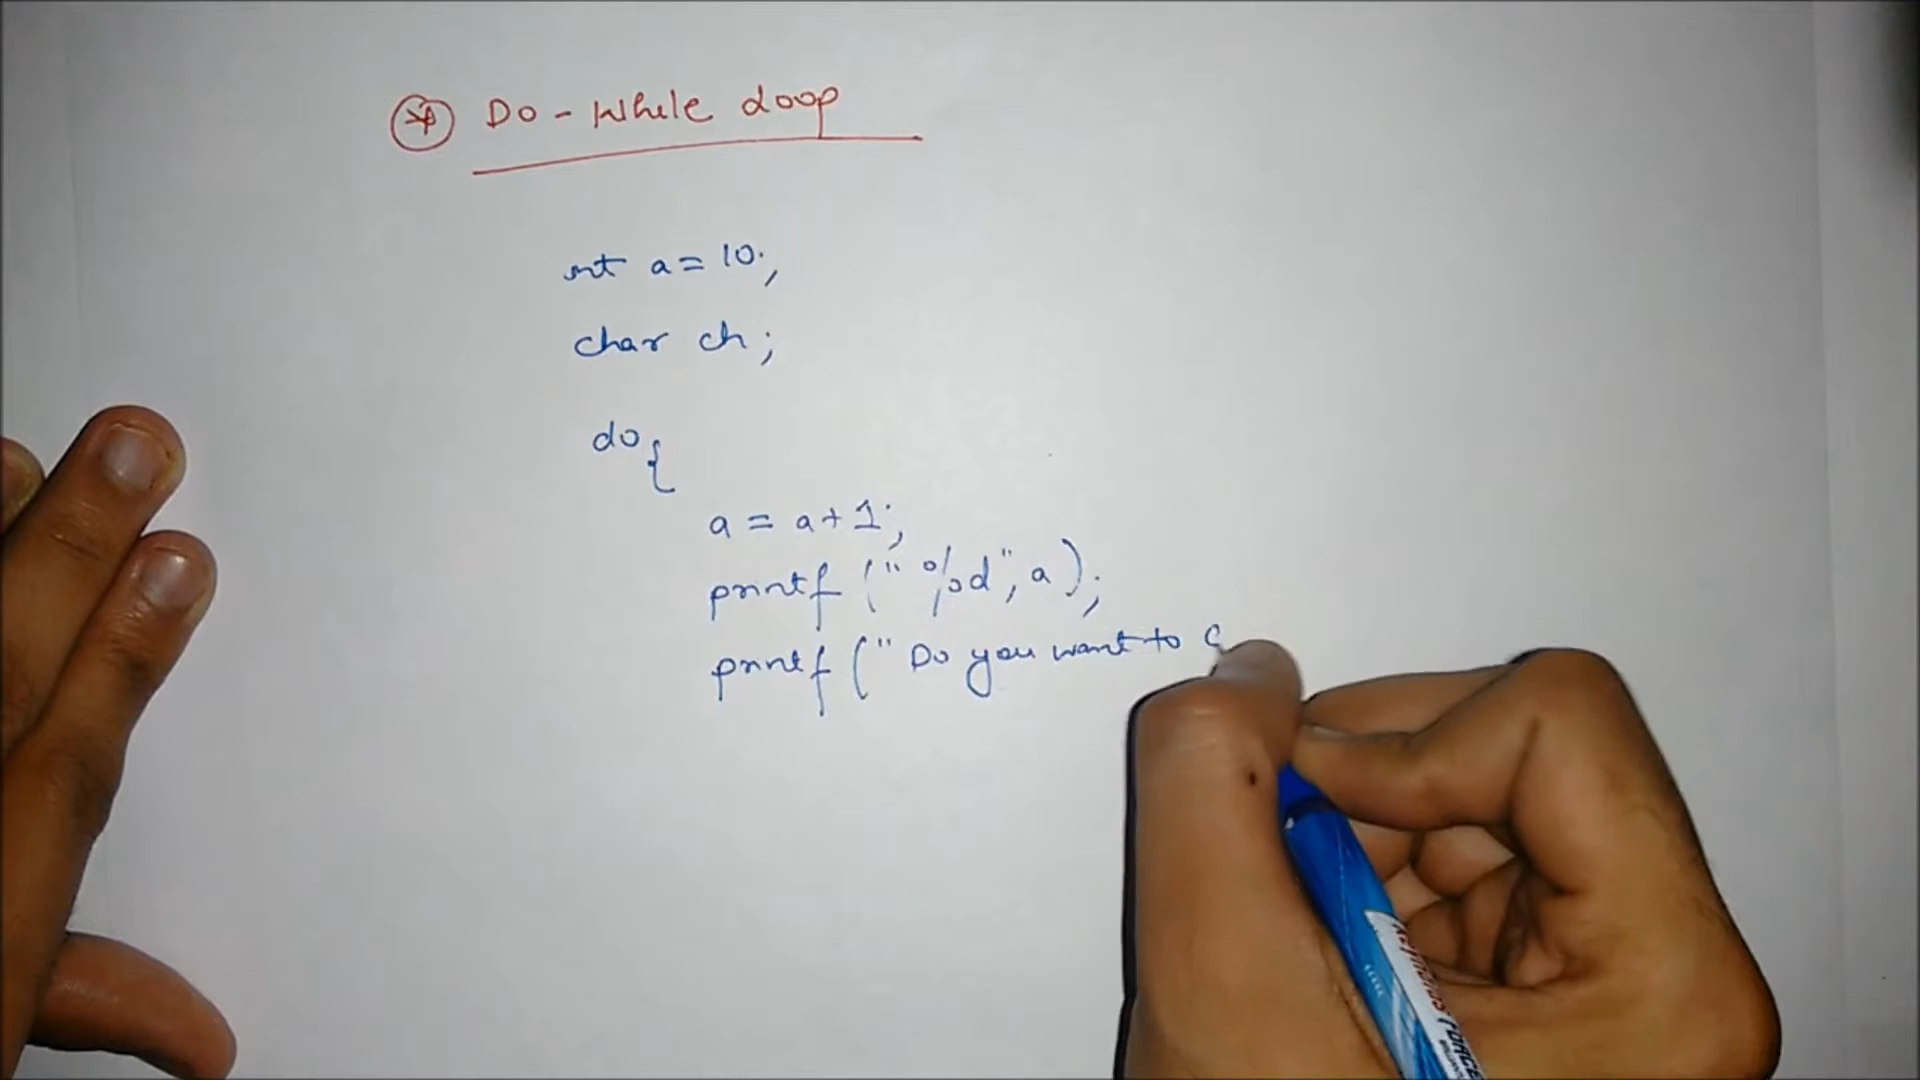 Do - While Loop
int a = 10;
char ch;
do {
a = a + 1;
printf ("%d", a);
printf (" Do you want to c